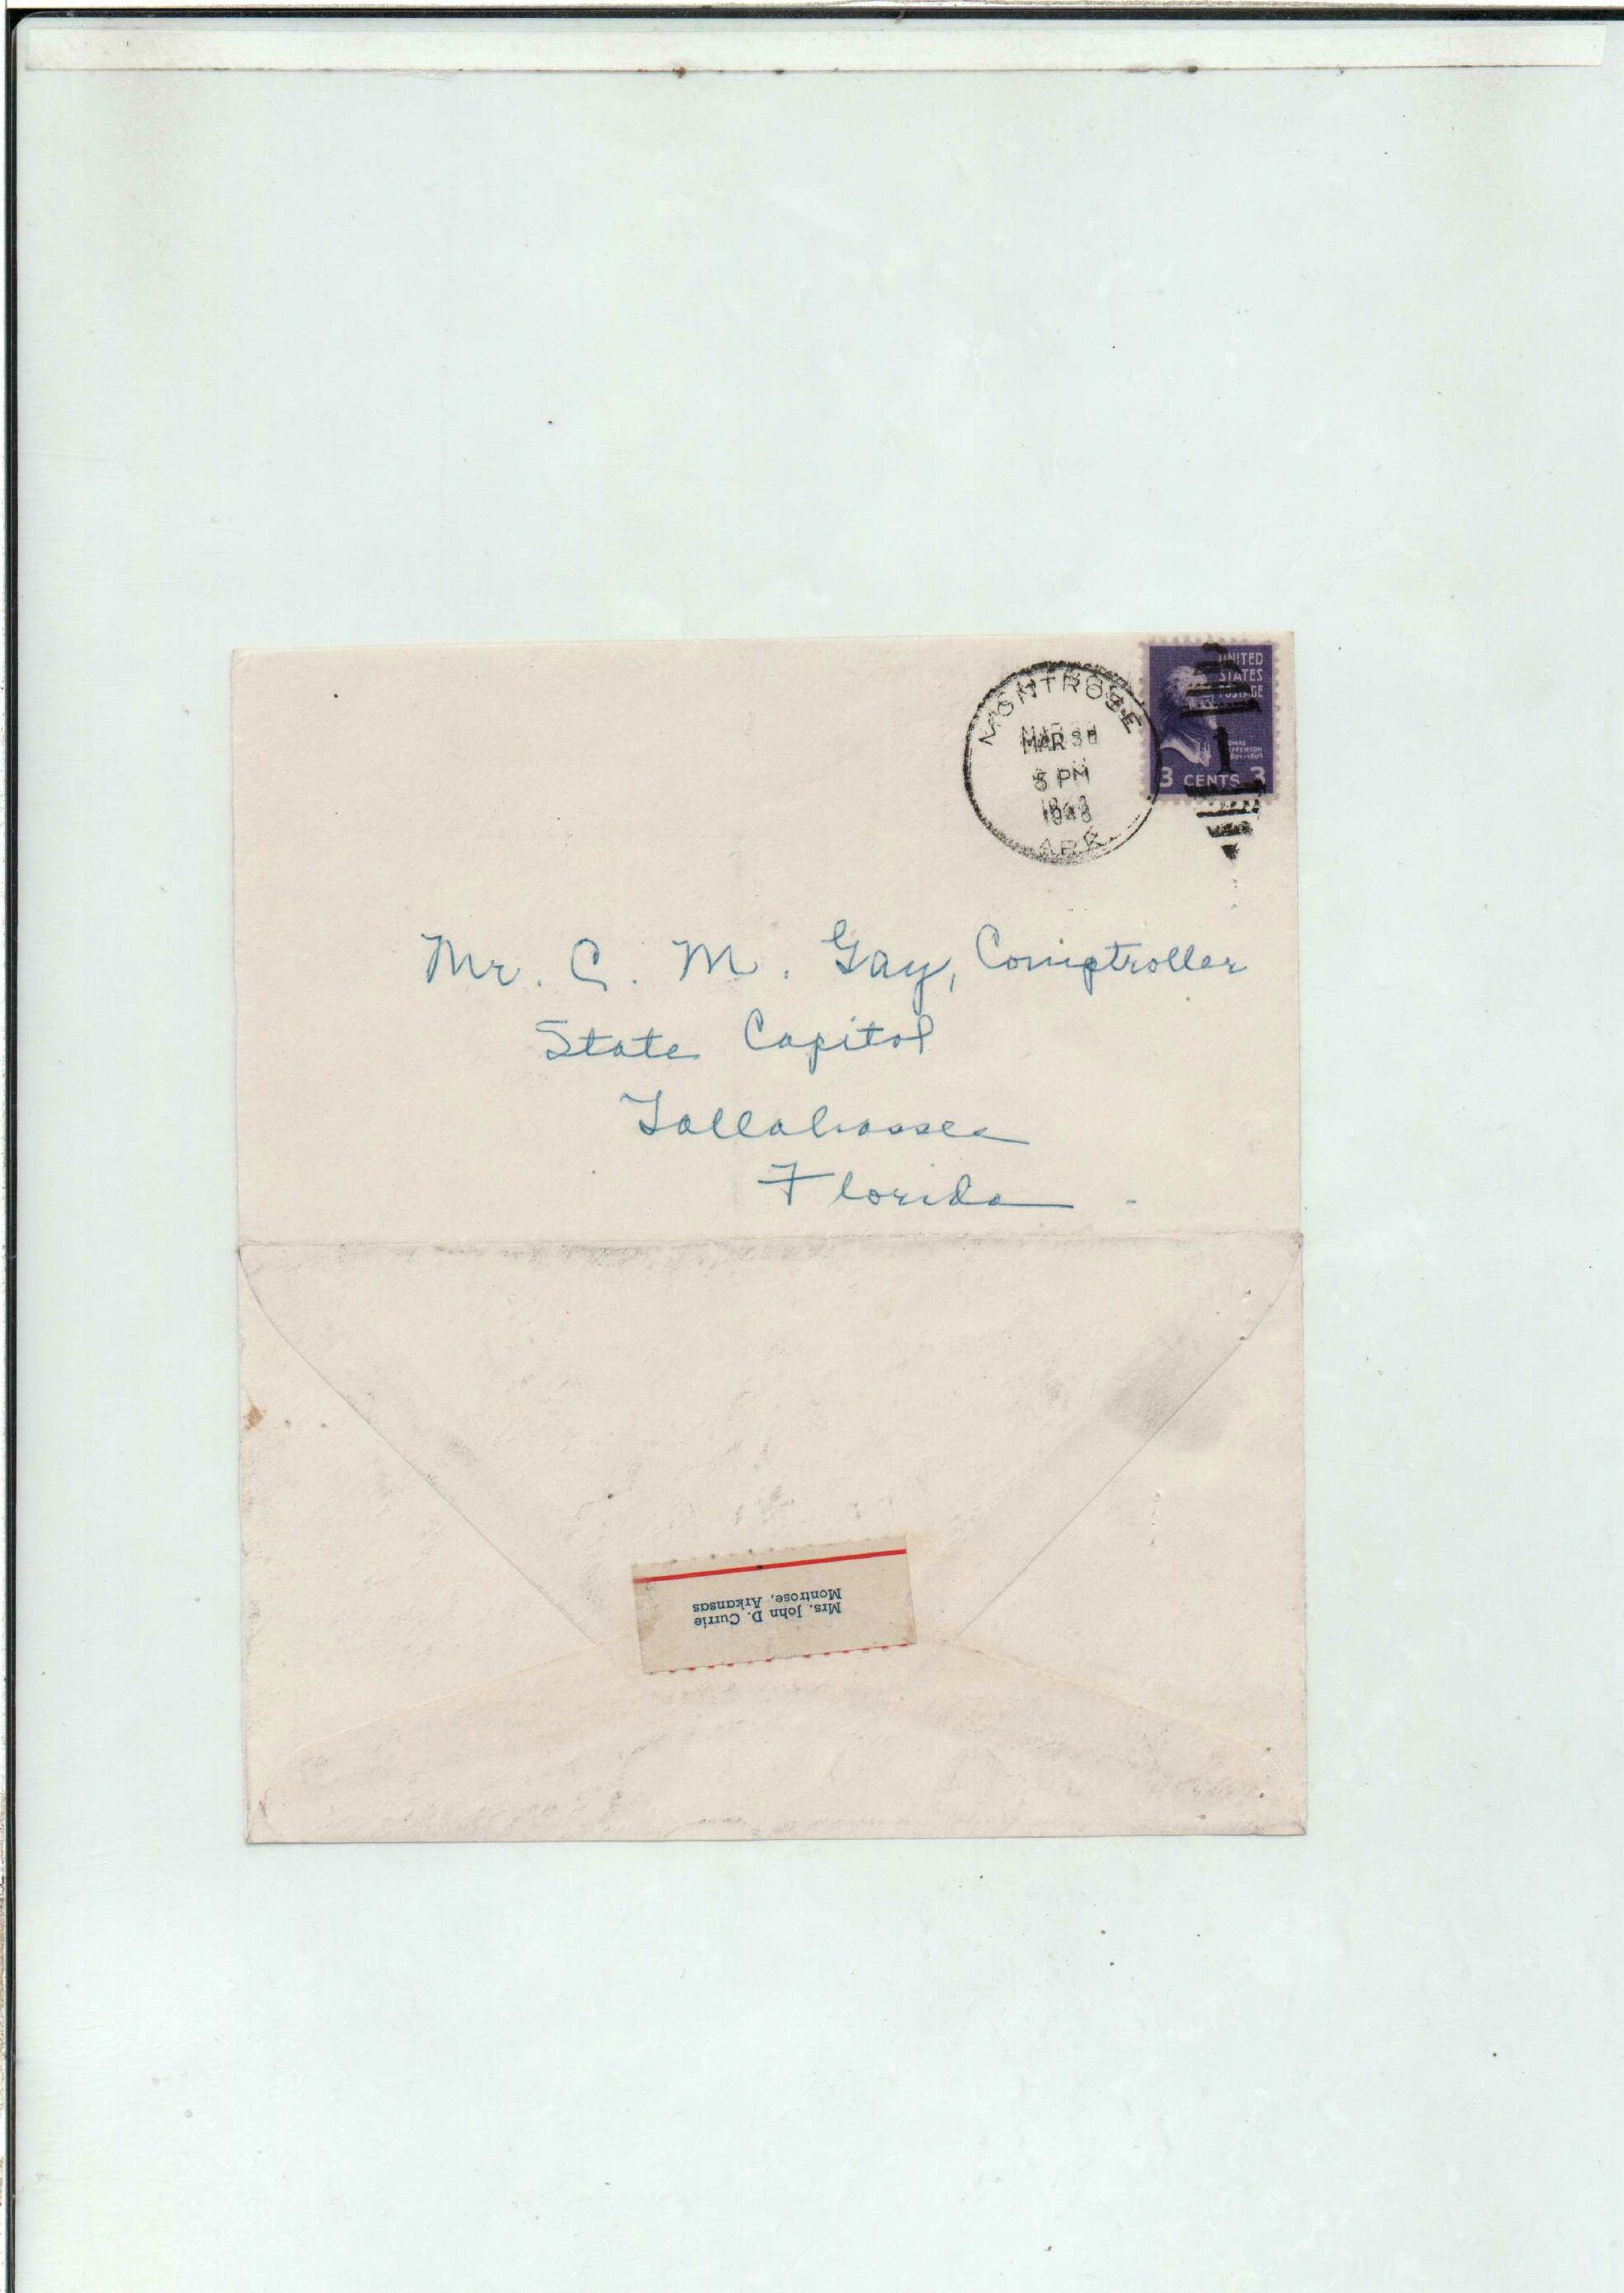 MONTROSE
MAR 30
5 PM
1948
ARK.
UNITED
STATES
POSTAGE
3 CENTS 3
1
Mr. C. M. Gay, Comptroller
State Capitol
Tallahassee
Florida
Mrs. John D. Currie
Montrose, Arkansas